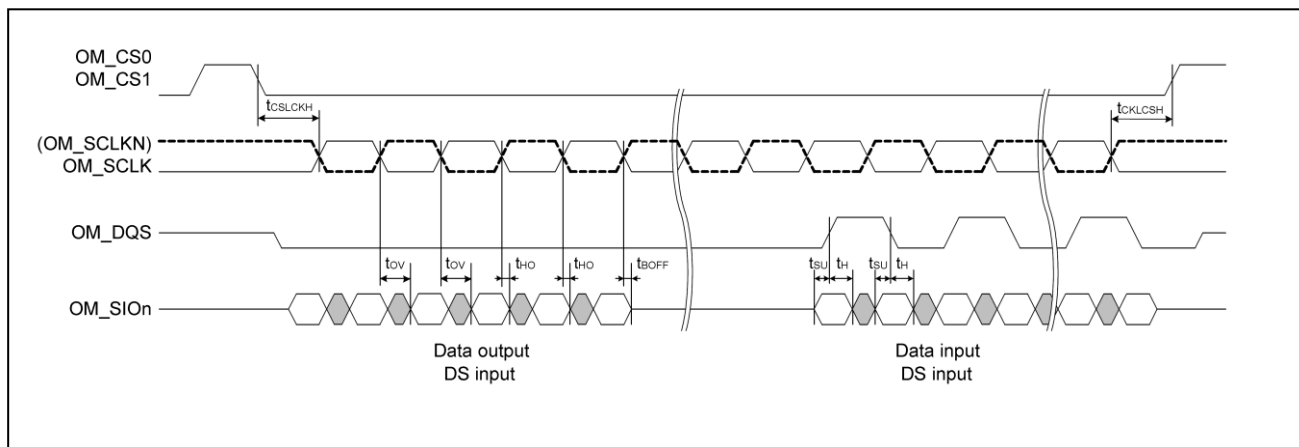 OM_CS0
OM_CS1
tCSLCKH
tCKLCSH
(OM_SCLKN)
OM_SCLK
OM_DQS
tOV
tOV
tHO
tHO
tBOFF
tSU
tH
tSU
tH
OM_SIOn
Data output
DS input
Data input
DS input